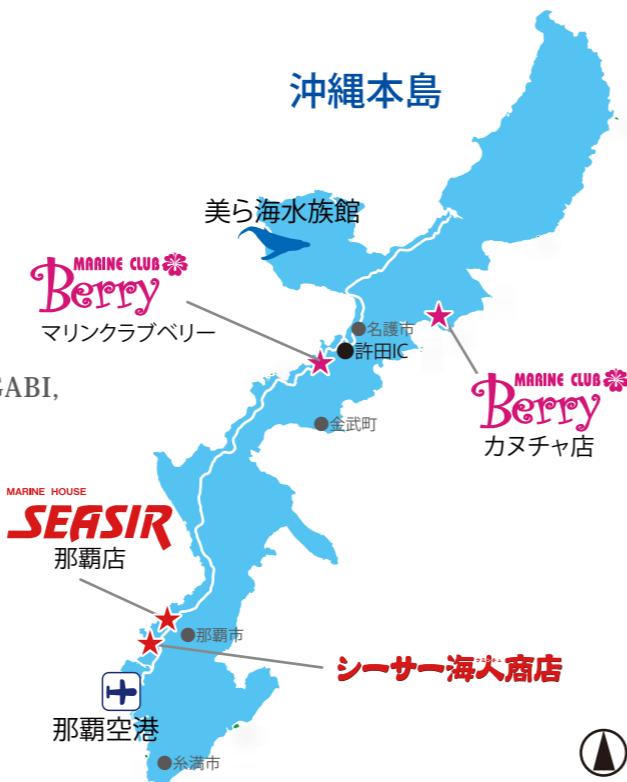 沖縄本島
美ら海水族館
MARINE CLUB
Berry
マリンクラブベリー
名護市
許田IC
GABI,
MARINE CLUB
Berry
カヌチャ店
金武町
MARINE HOUSE
SEASIR
那覇店
那覇市
シーサー海人商店
那覇空港
糸満市